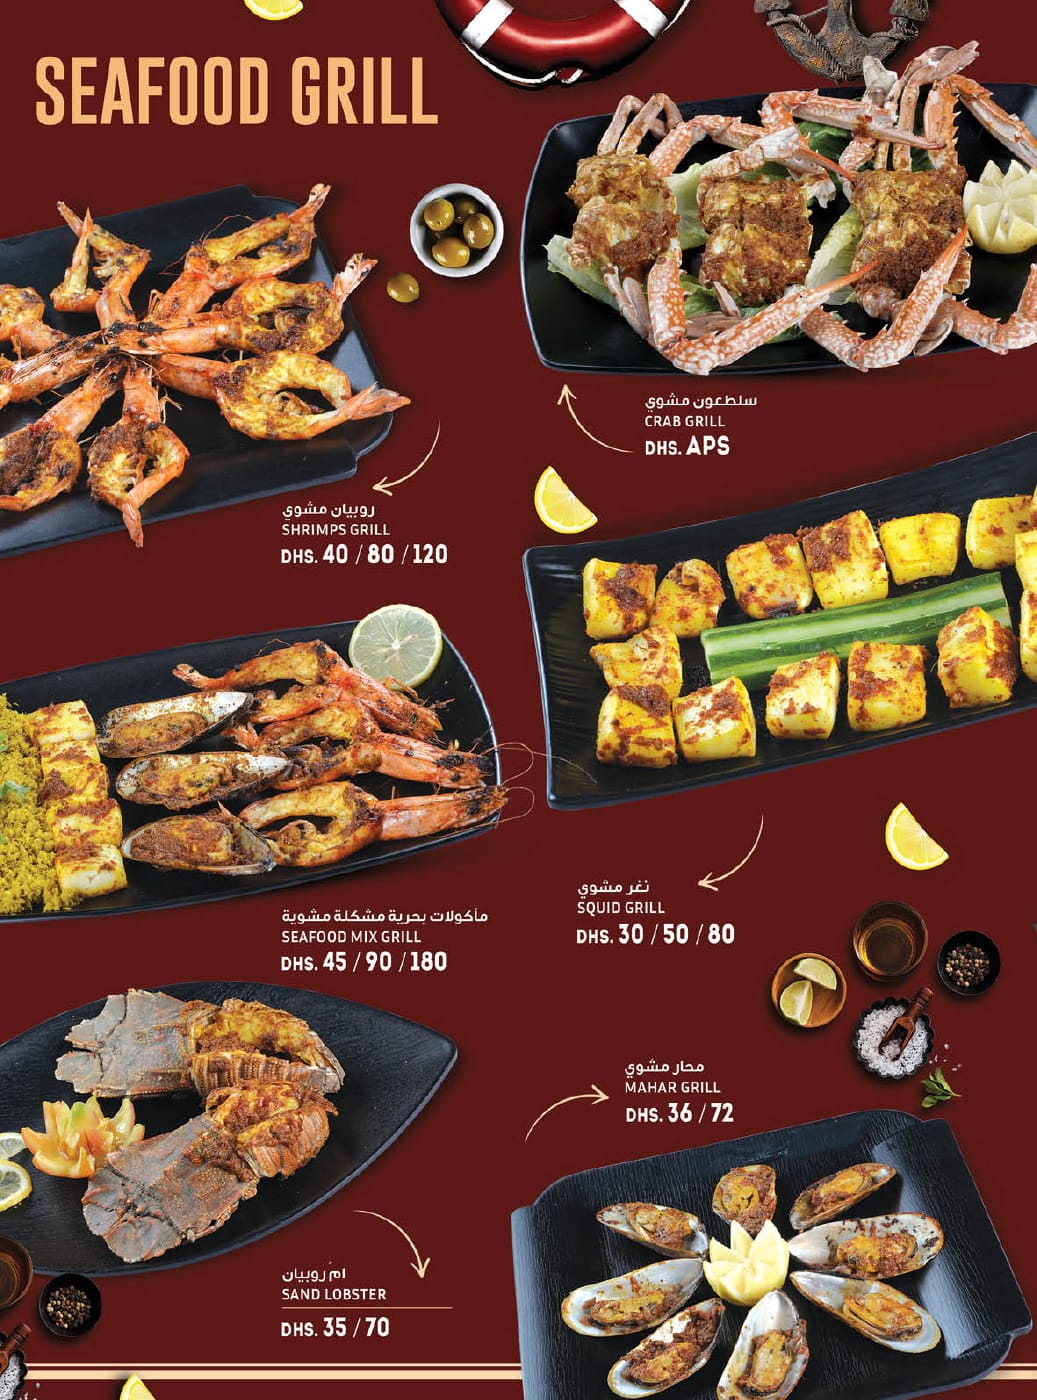 SEAFOOD GRILL
سلطعون مشوي
CRAB GRILL
DHS. APS
روبيان مشوي
SHRIMPS GRILL
DHS. 40 / 80 / 120
نغر مشوي
SQUID GRILL
DHS. 30 / 50 / 80
مأكولات بحرية مشكلة مشوية
SEAFOOD MIX GRILL
DHS. 45 / 90 / 180
محار مشوي
MAHAR GRILL
DHS. 36 / 72
ام روبيان
SAND LOBSTER
DHS. 35 / 70